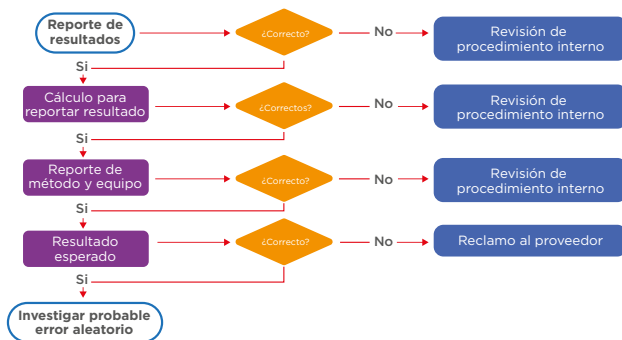 Reporte de
resultados
¿Correcto?
No
Revisión de
procedimiento interno
Si
Cálculo para
reportar resultado
¿Correctos?
No
Revisión de
procedimiento interno
Si
Reporte de
método y equipo
¿Correcto?
No
Revisión de
procedimiento interno
Si
Resultado
esperado
¿Correcto?
No
Reclamo al proveedor
Si
Investigar probable
error aleatorio